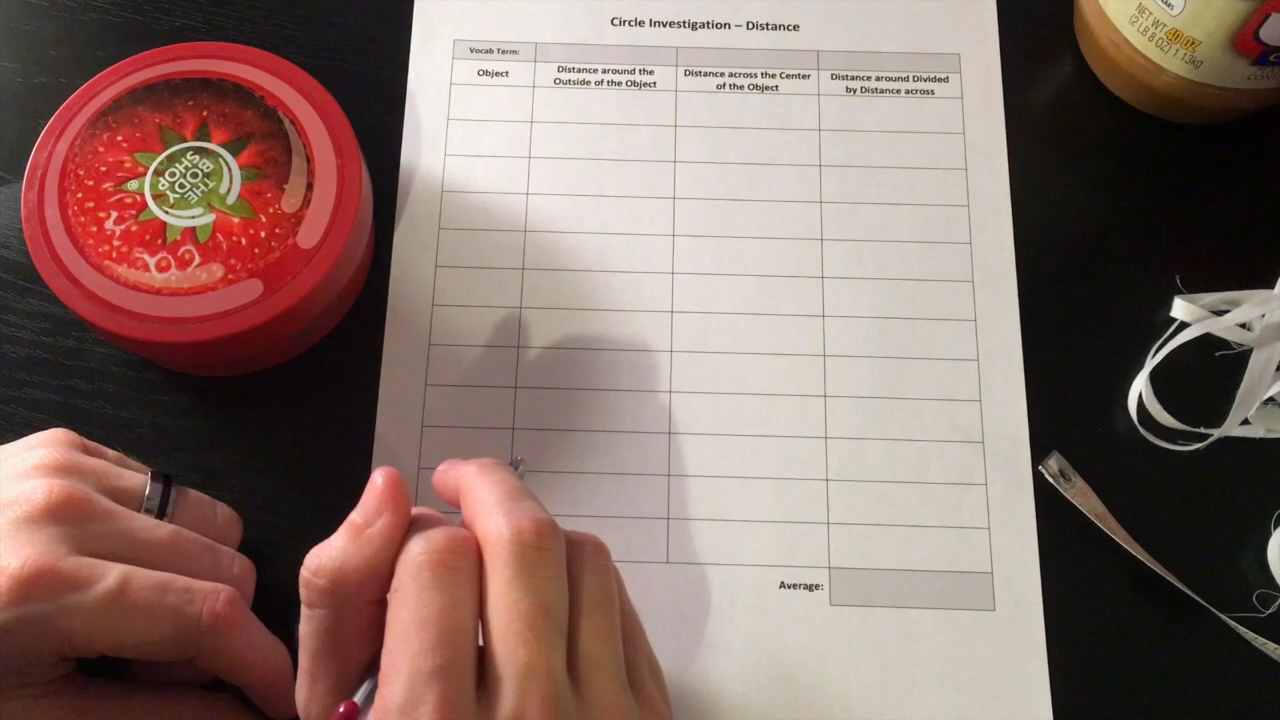 Circle Investigation – Distance
Vocab Term:
Object
Distance around the
Outside of the Object
Distance across the Center
of the Object
Distance around Divided
by Distance across
Average:
THE
BODY
SHOP
®
NET WT 40 OZ
(2 LB 8 OZ) 1.13kg